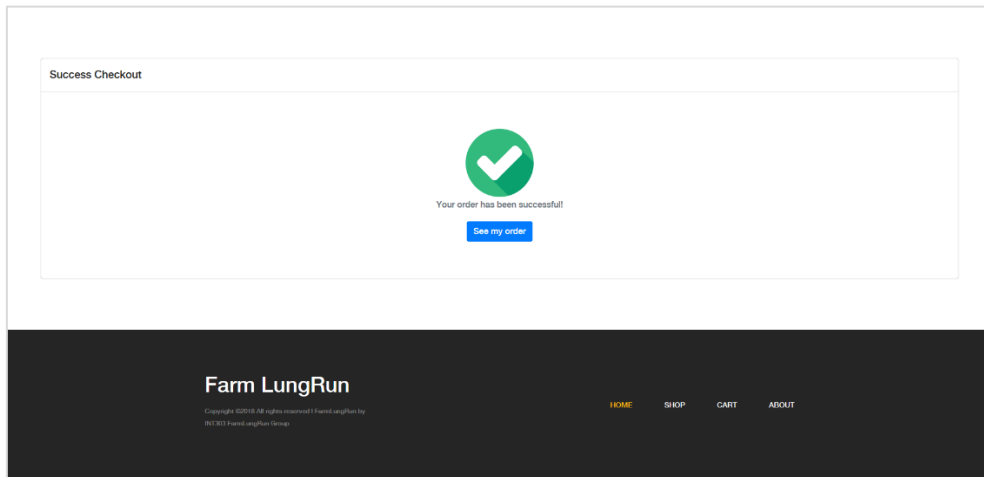 Success Checkout
Your order has been successful!
See my order
Farm LungRun
HOME SHOP CART ABOUT
Copyright ©2018 All rights reserved | FarmLungRun by
INT303 FarmLungRun Group